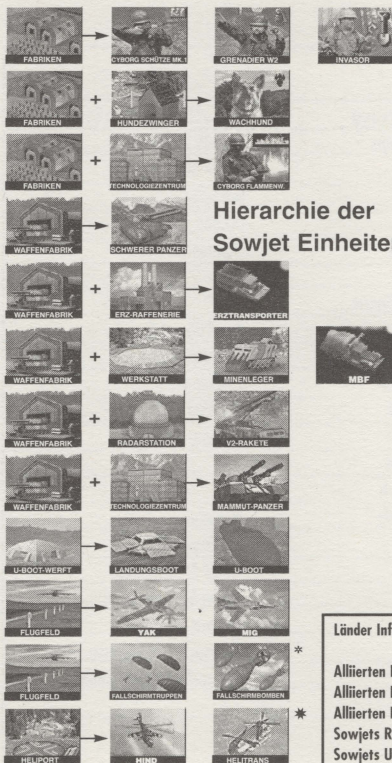 FABRIKEN CYBORG SCHÜTZE MK.1 GRENADIER W2 INVASOR
FABRIKEN + HUNDEZWINGER WACHHUND
FABRIKEN + TECHNOLOGIEZENTRUM CYBORG FLAMMENW.
Hierarchie der
Sowjet Einheite
WAFFENFABRIK SCHWERER PANZER
WAFFENFABRIK + ERZ-RAFFENERIE ERZTRANSPORTER
WAFFENFABRIK + WERKSTATT MINENLEGER MBF
WAFFENFABRIK + RADARSTATION V2-RAKETE
WAFFENFABRIK + TECHNOLOGIEZENTRUM MAMMUT-PANZER
U-BOOT-WERFT LANDUNGSBOOT U-BOOT
FLUGFELD YAK MIG
FLUGFELD FALLSCHIRMTRUPPEN FALLSCHIRMBOMBEN *
HELIPORT HIND HELITRANS *
Länder Inf
Alliierten
Alliierten
Alliierten
Sowjets R
Sowjets U